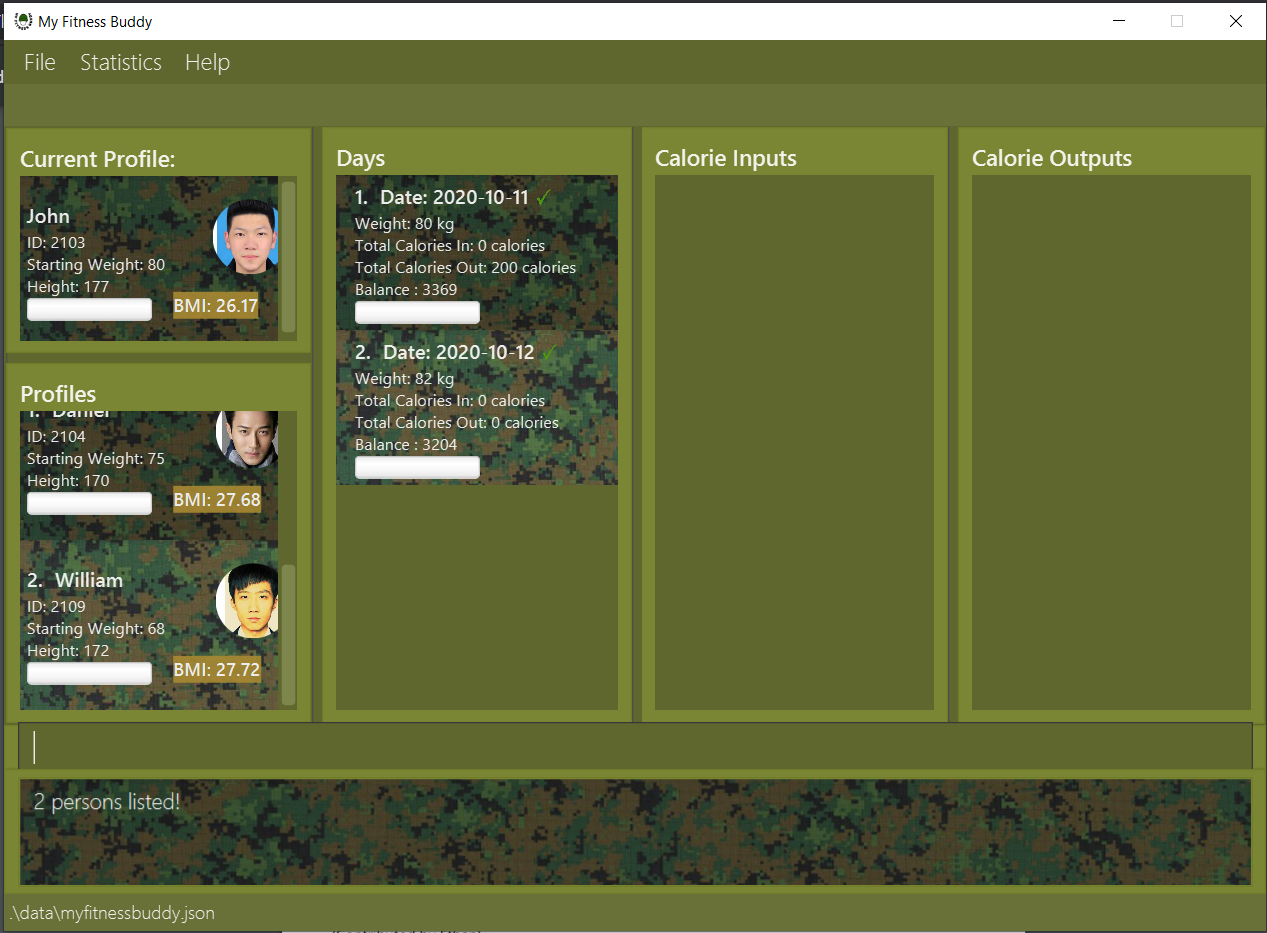 My Fitness Buddy
File Statistics Help
Current Profile:
John
ID: 2103
Starting Weight: 80
Height: 177
BMI: 26.17
Profiles
1. Daniel
ID: 2104
Starting Weight: 75
Height: 170
BMI: 27.68
2. William
ID: 2109
Starting Weight: 68
Height: 172
BMI: 27.72
Days
1. Date: 2020-10-11 ✓
Weight: 80 kg
Total Calories In: 0 calories
Total Calories Out: 200 calories
Balance : 3369
2. Date: 2020-10-12 ✓
Weight: 82 kg
Total Calories In: 0 calories
Total Calories Out: 0 calories
Balance : 3204
Calorie Inputs
Calorie Outputs
2 persons listed!
.\data\myfitnessbuddy.json